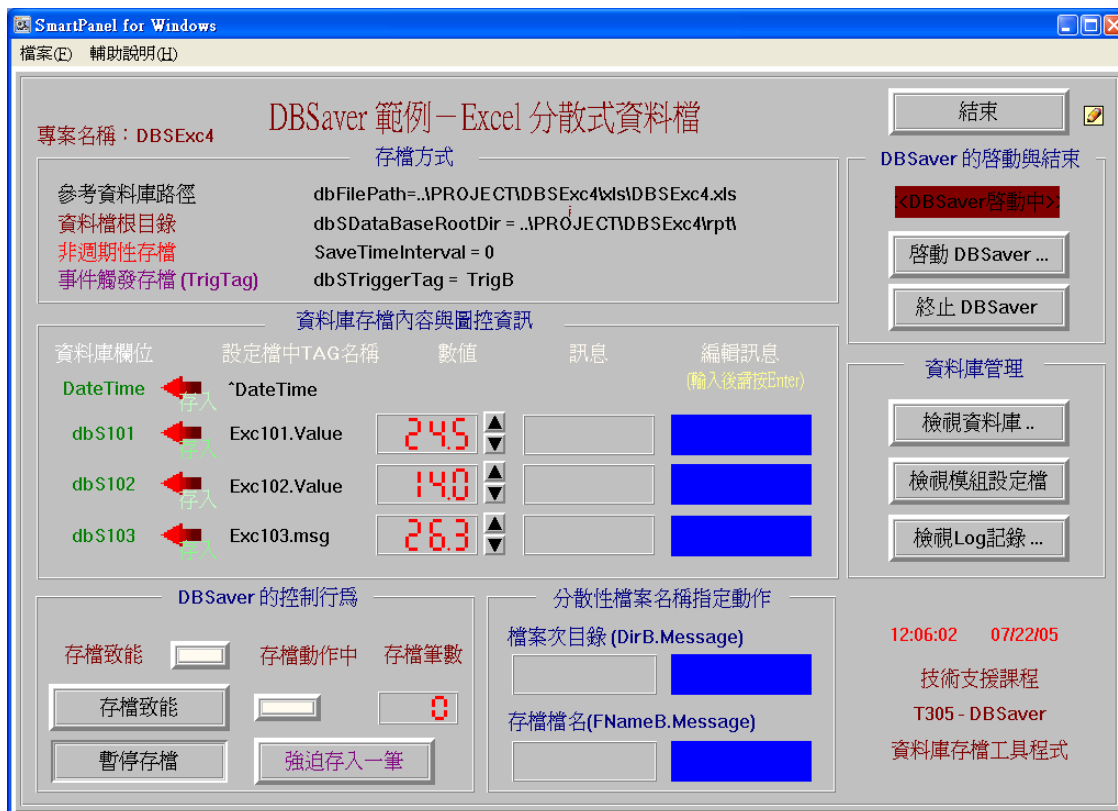 SmartPanel for Windows
檔案(F) 輔助說明(H)
DBSaver 範例－Excel 分散式資料檔
專案名稱：DBSExc4
結束
存檔方式
參考資料庫路徑 dbFilePath=..\PROJECT\DBSExc4\xls\DBSExc4.xls
資料檔根目錄 dbSDataBaseRootDir = ..\PROJECT\DBSExc4\rpt\
非週期性存檔 SaveTimeInterval = 0
事件觸發存檔 (TrigTag) dbSTriggerTag = TrigB
DBSaver 的啓動與結束
<<DBSaver啓動中>>
啓動 DBSaver ...
終止 DBSaver
資料庫存檔內容與圖控資訊
資料庫欄位 設定檔中TAG名稱 數值 訊息 編輯訊息
(輸入後請按Enter)
DateTime 存入 ^DateTime
dbS101 存入 Exc101.Value 24.5
dbS102 存入 Exc102.Value 14.0
dbS103 存入 Exc103.msg 26.3
資料庫管理
檢視資料庫 ..
檢視模組設定檔
檢視Log記錄 ...
DBSaver 的控制行爲
存檔致能 存檔動作中 存檔筆數
存檔致能 0
暫停存檔 強迫存入一筆
分散性檔案名稱指定動作
檔案次目錄 (DirB.Message)
存檔檔名(FNameB.Message)
12:06:02 07/22/05
技術支援課程
T305 - DBSaver
資料庫存檔工具程式